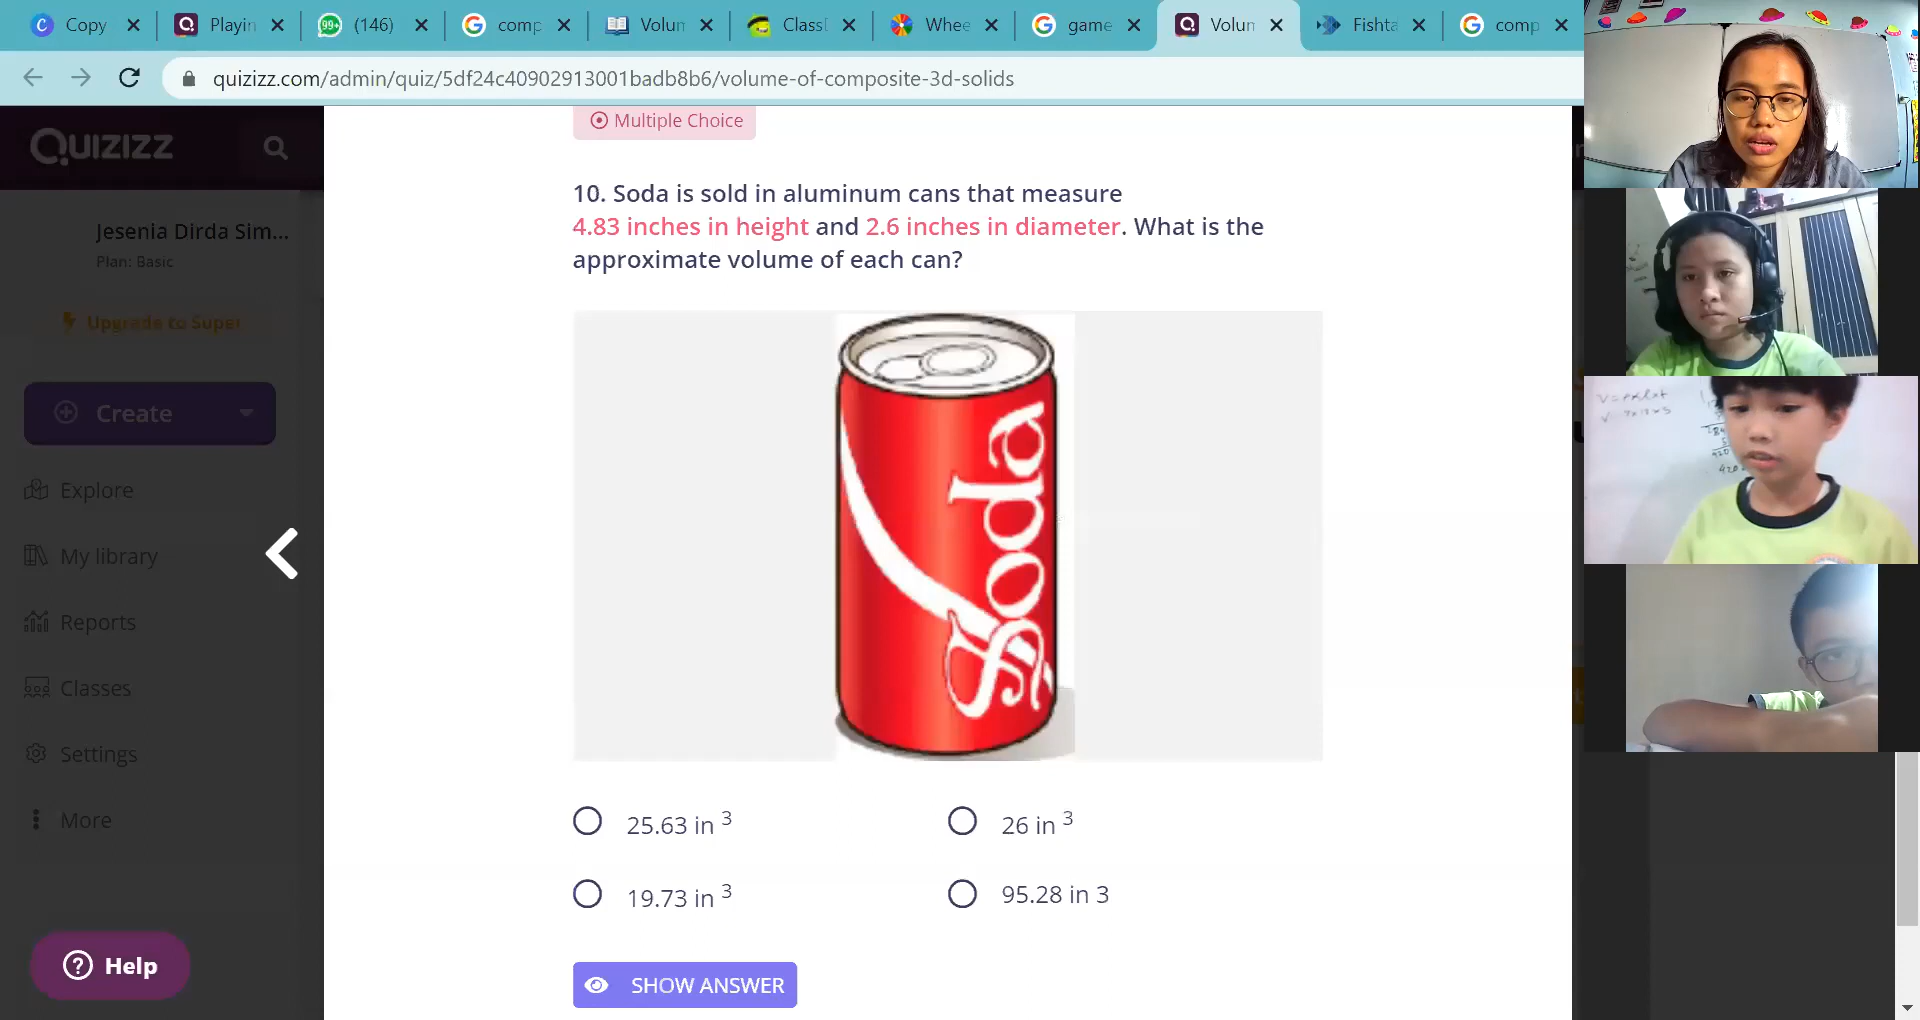 Copy
Playin
99+
(146)
comp
Volum
Class
Whee
game
Volun
Fishta
comp
quizizz.com/admin/quiz/5df24c40902913001badb8b6/volume-of-composite-3d-solids
QUIZIZZ
Jesenia Dirda Sim...
Plan: Basic
Upgrade to Super
Create
Explore
My library
Reports
Classes
Settings
More
Help
Multiple Choice
10. Soda is sold in aluminum cans that measure
4.83 inches in height and 2.6 inches in diameter. What is the
approximate volume of each can?
Soda
25.63 in 3
26 in 3
19.73 in 3
95.28 in 3
SHOW ANSWER